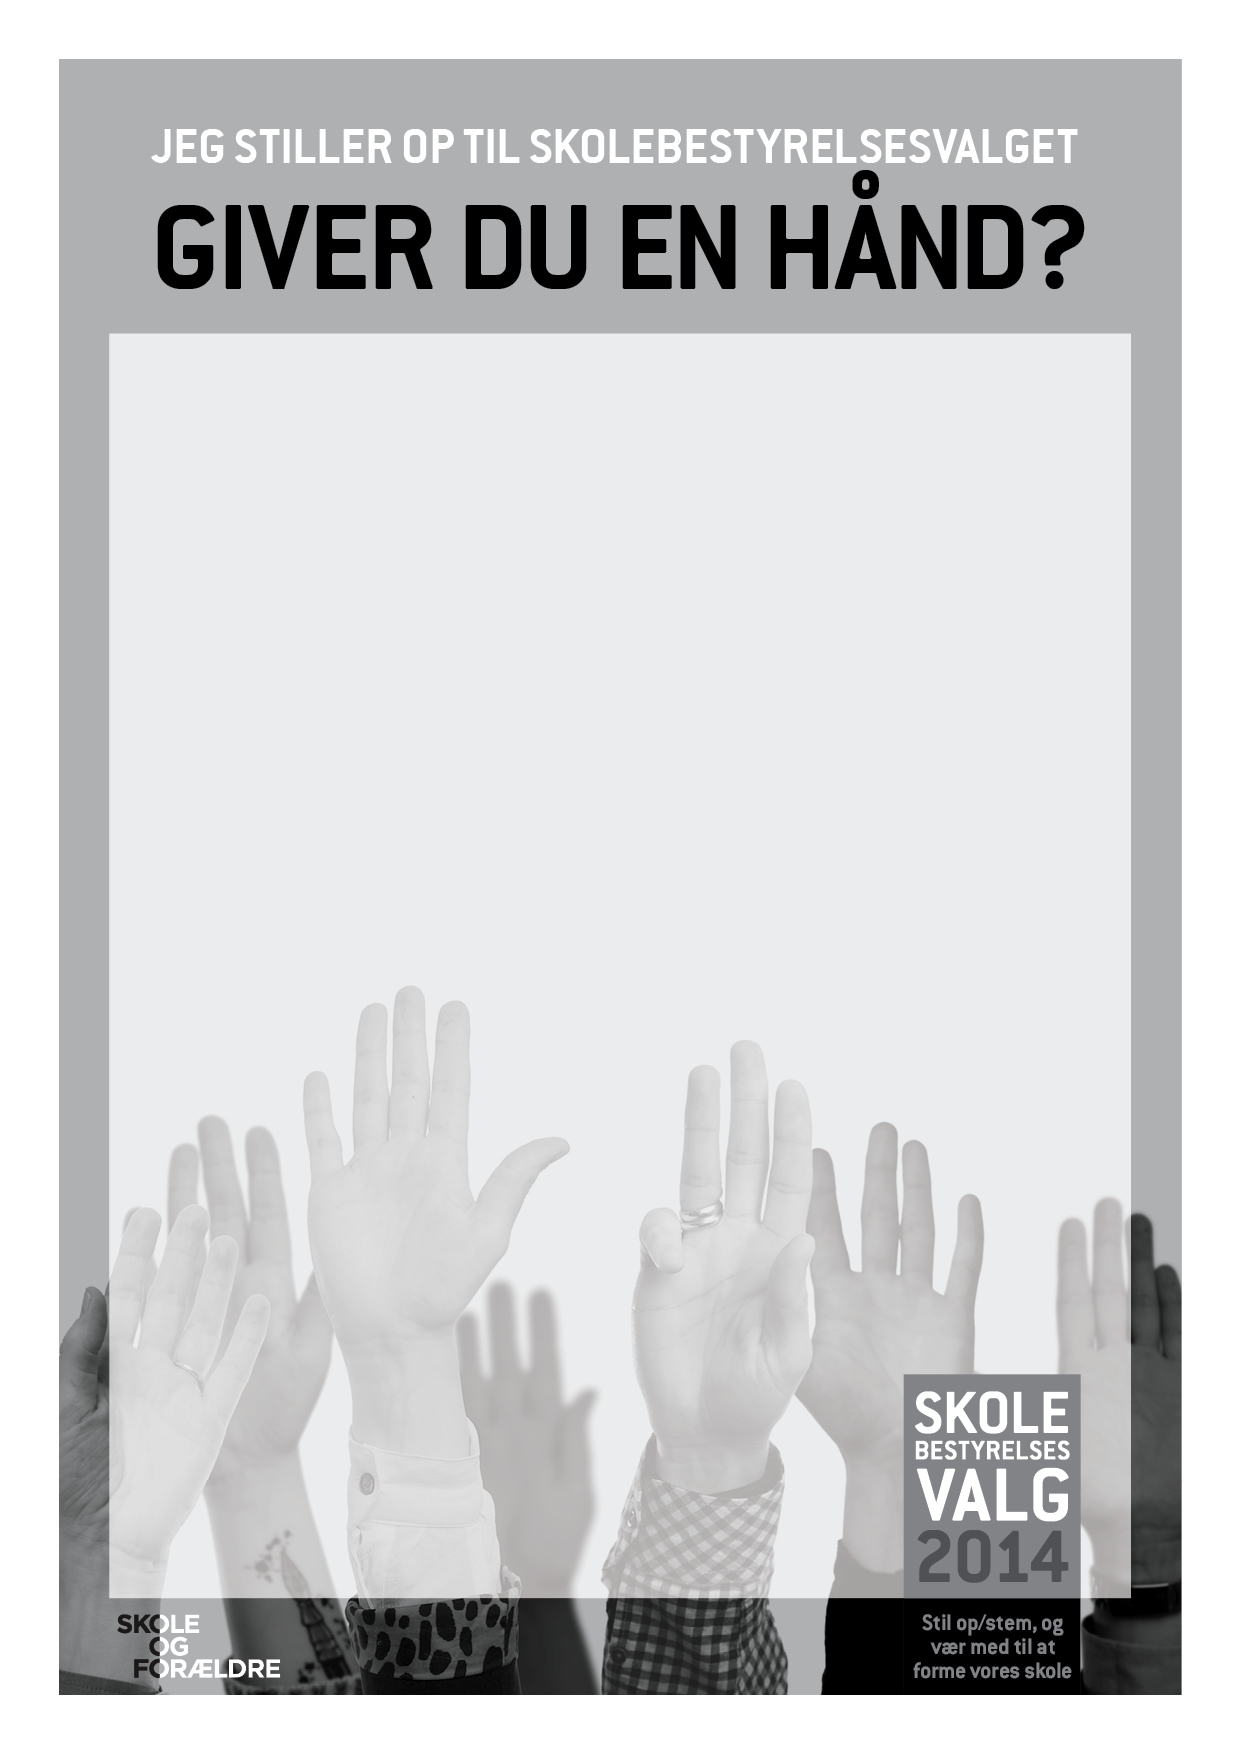 JEG STILLER OP TIL SKOLEBESTYRELSESVALGET
GIVER DU EN HÅND?
SKOLE
BESTYRELSES
VALG
2014
Stil op/stem, og
vær med til at
forme vores skole
SKOLE
OG
FORÆLDRE